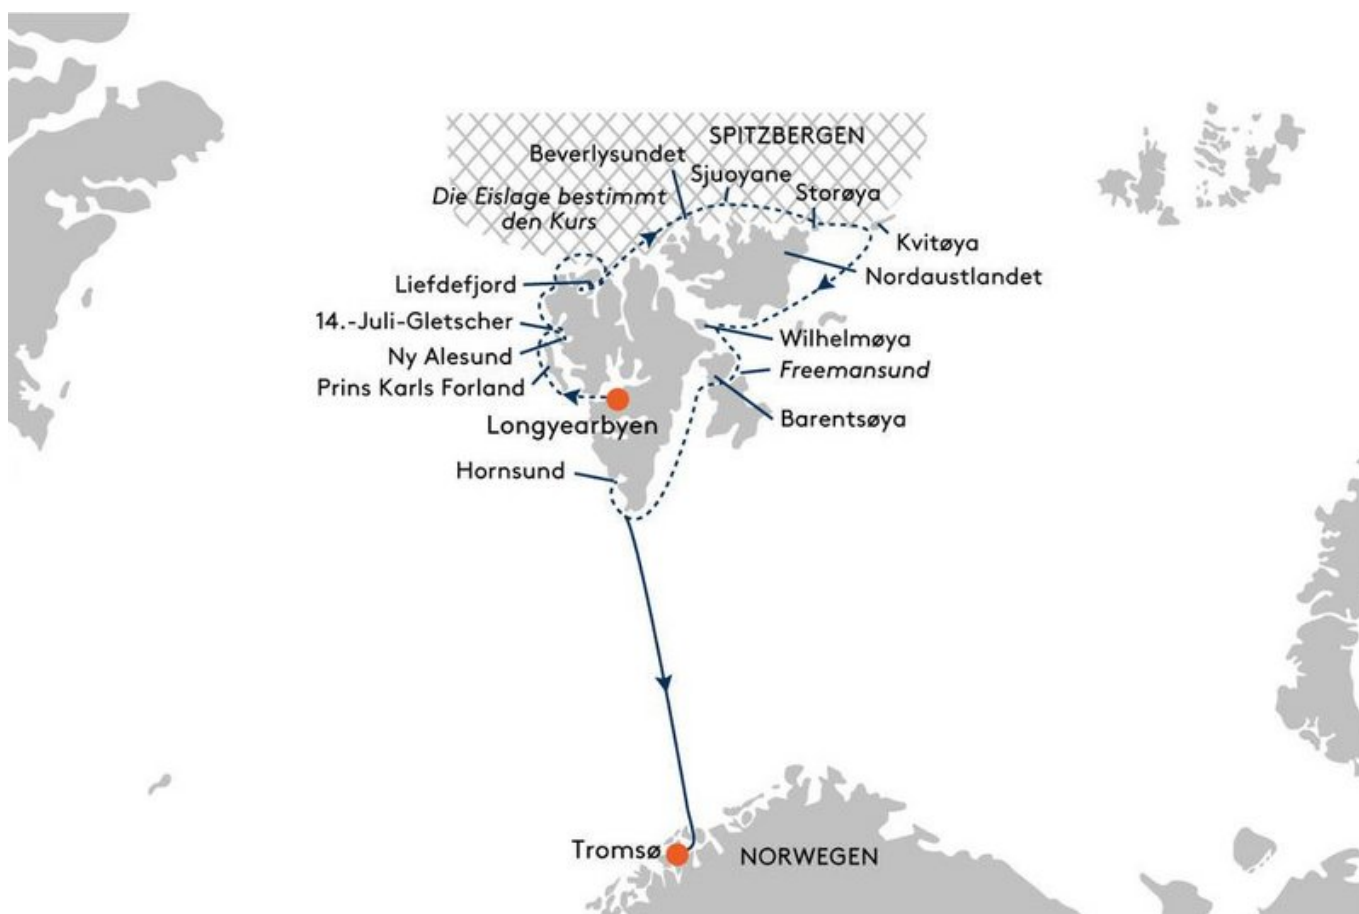 SPITZBERGEN
Beverlysundet
Sjuoyane
Die Eislage bestimmt
den Kurs
Storøya
Kvitøya
Nordaustlandet
Liefdefjord
14.-Juli-Gletscher
Wilhelmøya
Ny Alesund
Freemansund
Prins Karls Forland
Barentsøya
Longyearbyen
Hornsund
Tromsø
NORWEGEN